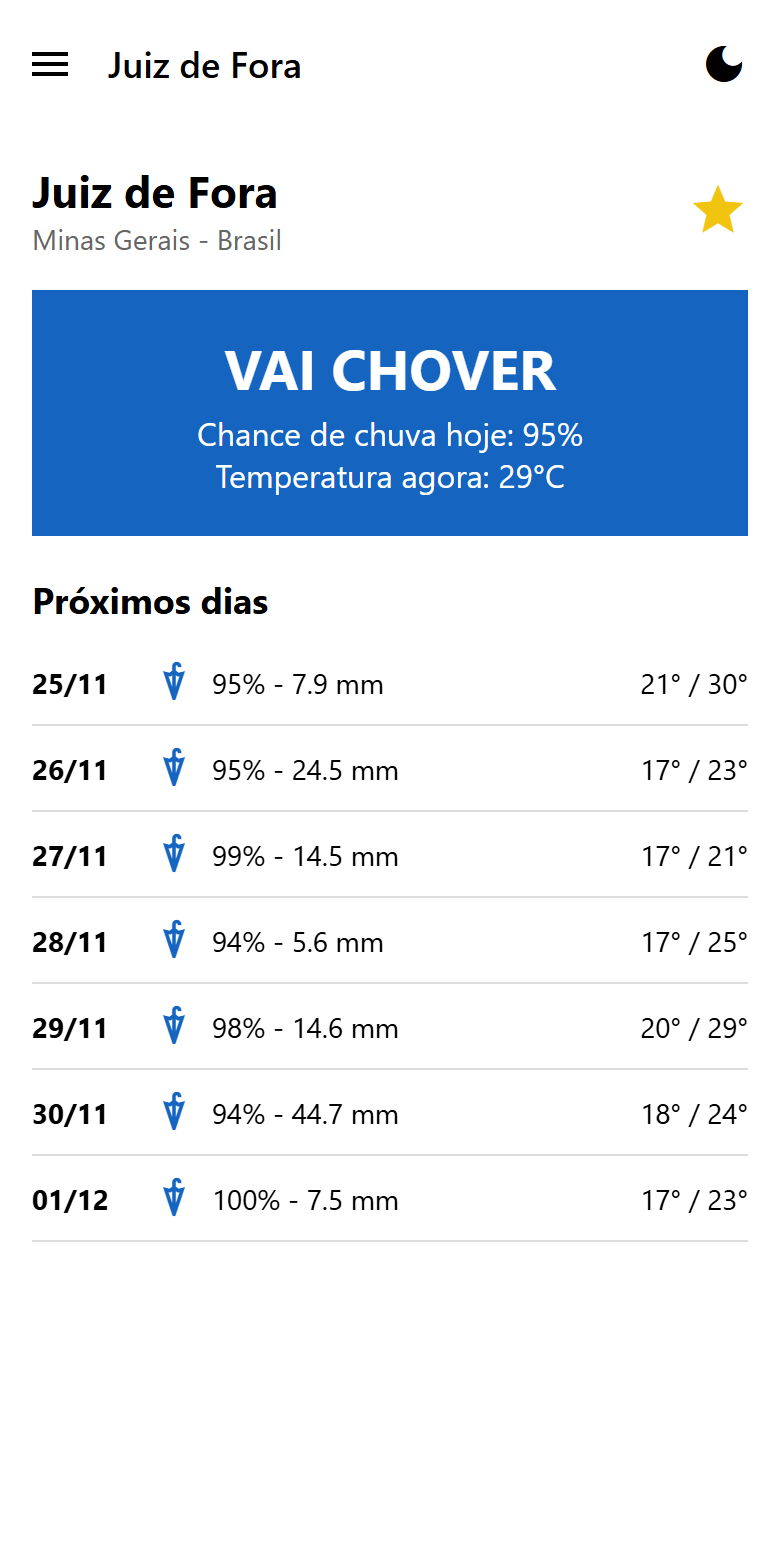 Juiz de Fora
Juiz de Fora
Minas Gerais - Brasil
VAI CHOVER
Chance de chuva hoje: 95%
Temperatura agora: 29°C
Próximos dias
25/11 95% - 7.9 mm 21° / 30°
26/11 95% - 24.5 mm 17° / 23°
27/11 99% - 14.5 mm 17° / 21°
28/11 94% - 5.6 mm 17° / 25°
29/11 98% - 14.6 mm 20° / 29°
30/11 94% - 44.7 mm 18° / 24°
01/12 100% - 7.5 mm 17° / 23°